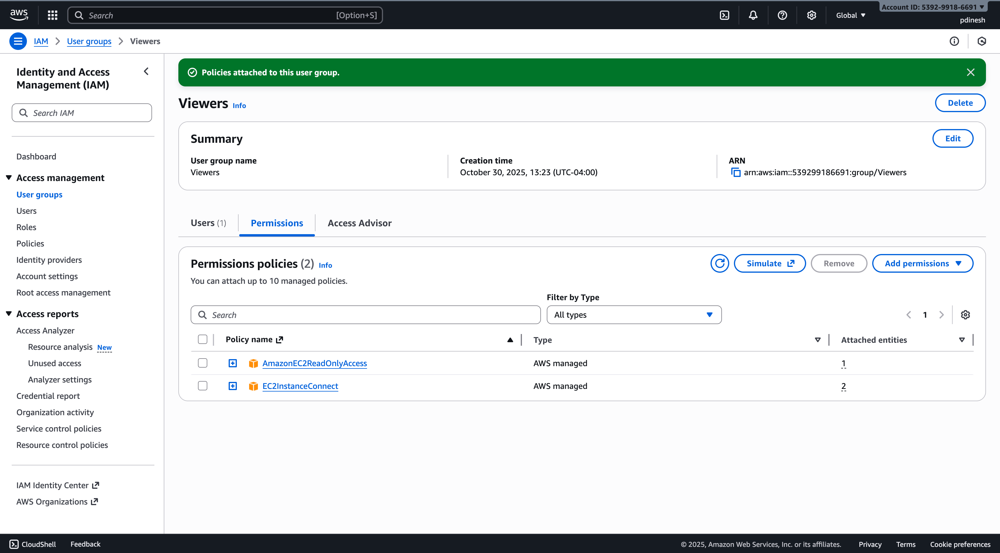 aws
Search [Option+S]
Global
Account ID: 5392-9918-6691
pdinesh
IAM > User groups > Viewers
Identity and Access
Management (IAM)
Search IAM
Dashboard
Access management
User groups
Users
Roles
Policies
Identity providers
Account settings
Root access management
Access reports
Access Analyzer
Resource analysis New
Unused access
Analyzer settings
Credential report
Organization activity
Service control policies
Resource control policies
IAM Identity Center
AWS Organizations
Policies attached to this user group.
Viewers Info
Delete
Summary
Edit
User group name
Viewers
Creation time
October 30, 2025, 13:23 (UTC-04:00)
ARN
arn:aws:iam::539299186691:group/Viewers
Users (1)
Permissions
Access Advisor
Permissions policies (2) Info
You can attach up to 10 managed policies.
Simulate
Remove
Add permissions
Filter by Type
Search
All types
1
Policy name Type Attached entities
AmazonEC2ReadOnlyAccess AWS managed 1
EC2InstanceConnect AWS managed 2
CloudShell Feedback © 2025, Amazon Web Services, Inc. or its affiliates. Privacy Terms Cookie preferences